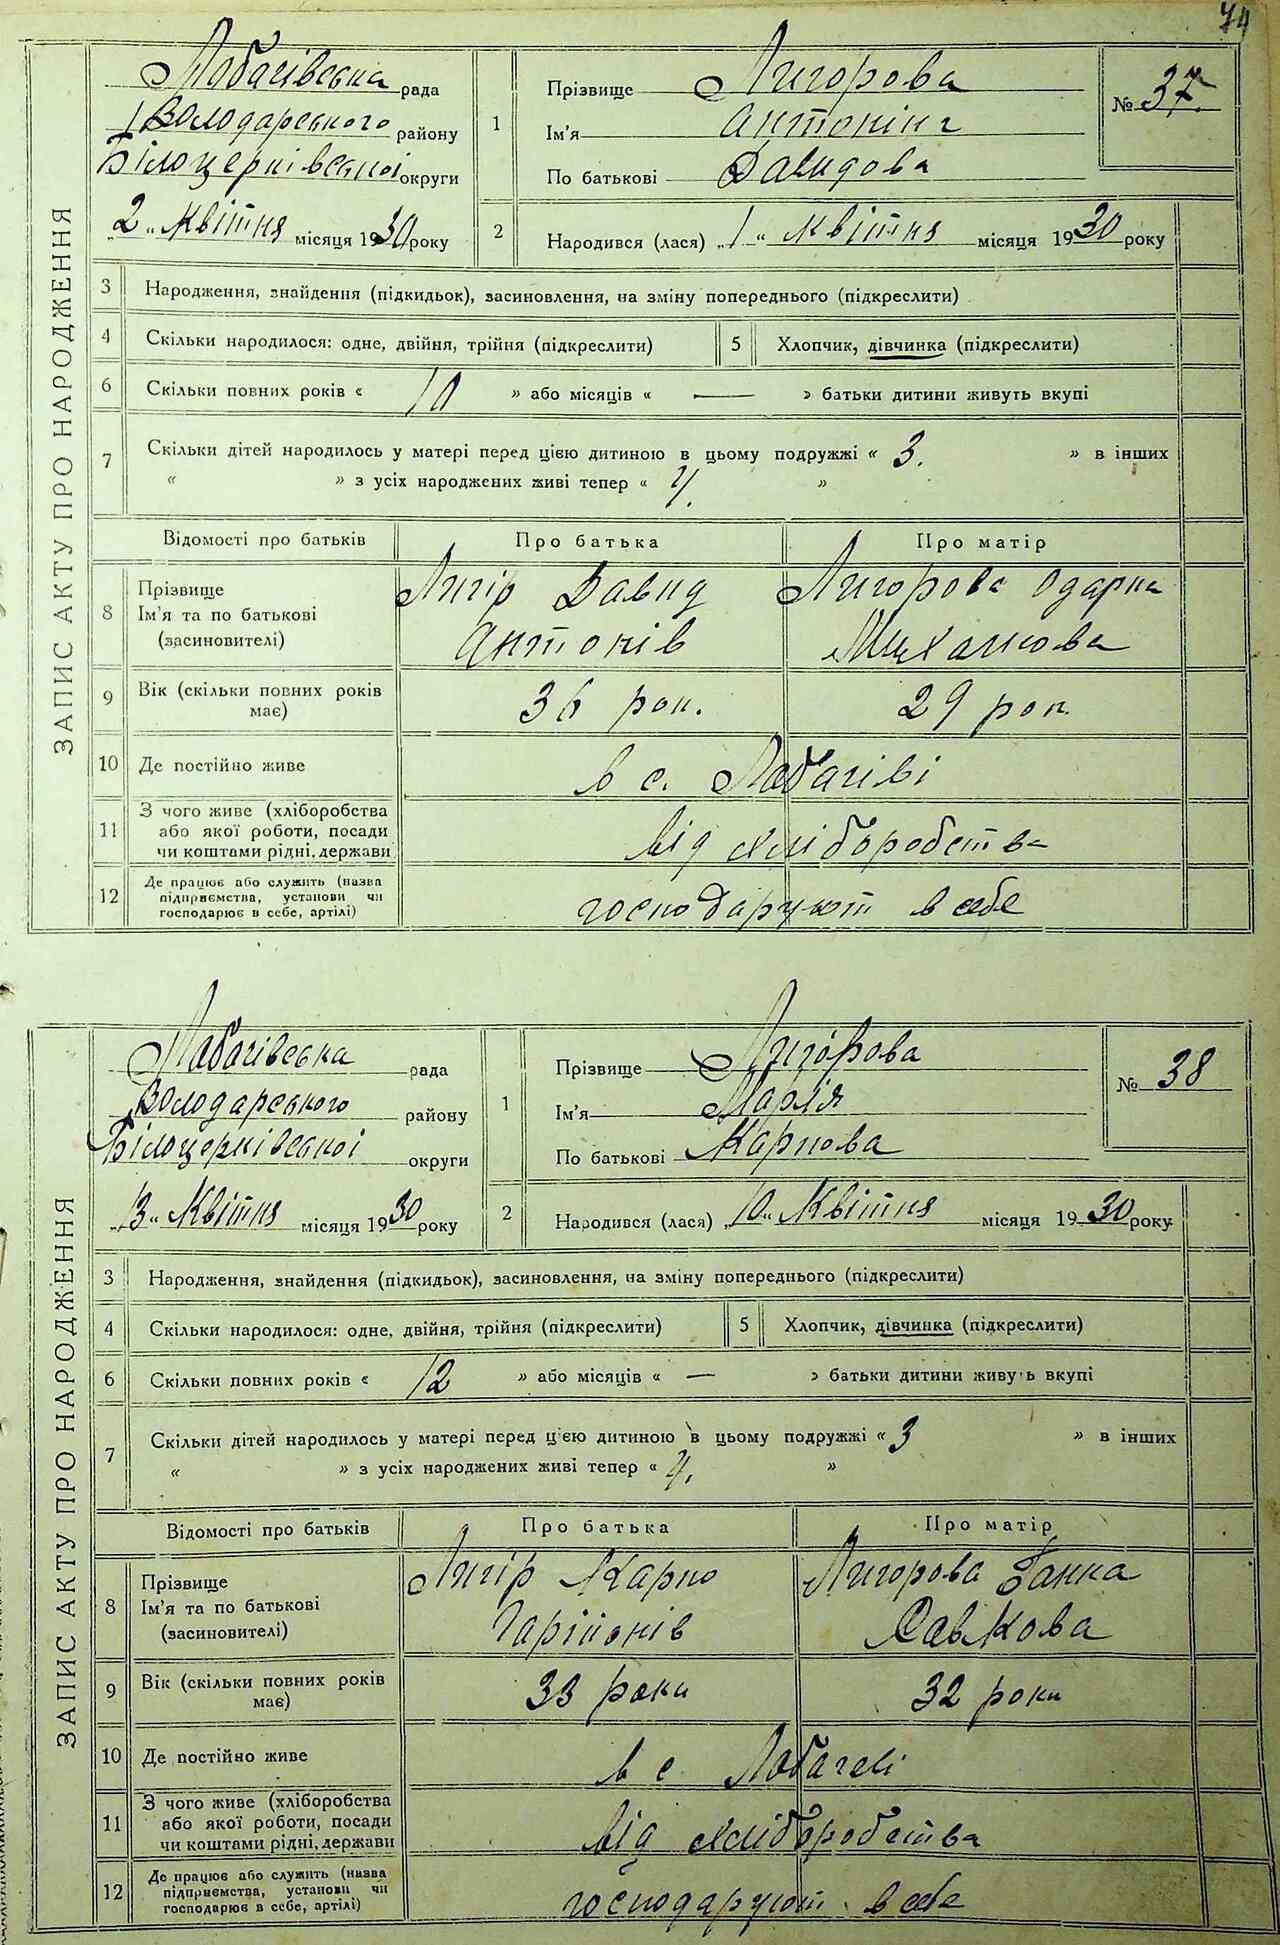 74
ЗАПИС АКТУ ПРО НАРОДЖЕННЯ
Лобачівська рада
Володарського району
Білоцерківської округи
„2„ Квітня місяця 1930 року
1
Прізвище Лигорова
Ім'я Антоніна
По батькові Давидова
№ 37.
2
Народився (лася) „1„ Квітня місяця 1930 року
3 Народження, знайдення (підкидьок), засиновлення, на зміну попереднього (підкреслити)
4 Скільки народилося: одне, двійня, трійня (підкреслити) 5 Хлопчик, дівчинка (підкреслити)
6 Скільки повних років « 10 » або місяців « — » батьки дитини живуть вкупі
7 Скільки дітей народилось у матері перед цією дитиною в цьому подружжі « 3. » в інших
« » з усіх народжених живі тепер « 4. »
Відомості про батьків Про батька Про матір
8 Прізвище Ім'я та по батькові (засиновителі)
Лигір Давид Лигорова Одарка
Антонів Михайлова
9 Вік (скільки повних років має) 36 рок. 29 рок.
10 Де постійно живе в с. Лобачіві
11 З чого живе (хліборобства або якої роботи, посади чи коштами рідні, держави від хліборобства
12 Де працює або служить (назва підприємства, установи чи господарює в себе, артілі) господарують в себе
ЗАПИС АКТУ ПРО НАРОДЖЕННЯ
Лобачівська рада
Володарського району
Білоцерківської округи
„13„ Квітня місяця 1930 року
1
Прізвище Лигорова
Ім'я Марія
По батькові Карпова
№ 38
2
Народився (лася) „10„ Квітня місяця 1930 року
3 Народження, знайдення (підкидьок), засиновлення, на зміну попереднього (підкреслити)
4 Скільки народилося: одне, двійня, трійня (підкреслити) 5 Хлопчик, дівчинка (підкреслити)
6 Скільки повних років « 12 » або місяців « — » батьки дитини живуть вкупі
7 Скільки дітей народилось у матері перед цією дитиною в цьому подружжі « 3 » в інших
« » з усіх народжених живі тепер « 4. »
Відомості про батьків Про батька Про матір
8 Прізвище Ім'я та по батькові (засиновителі)
Лигір Карпо Лигорова Ганна
Савкова
9 Вік (скільки повних років має) 33 роки 32 роки
10 Де постійно живе в с Лобачеві
11 З чого живе (хліборобства або якої роботи, посади чи коштами рідні, держави від хліборобства
12 Де працює або служить (назва підприємства, установи чи господарює в себе, артілі) господарують в себе